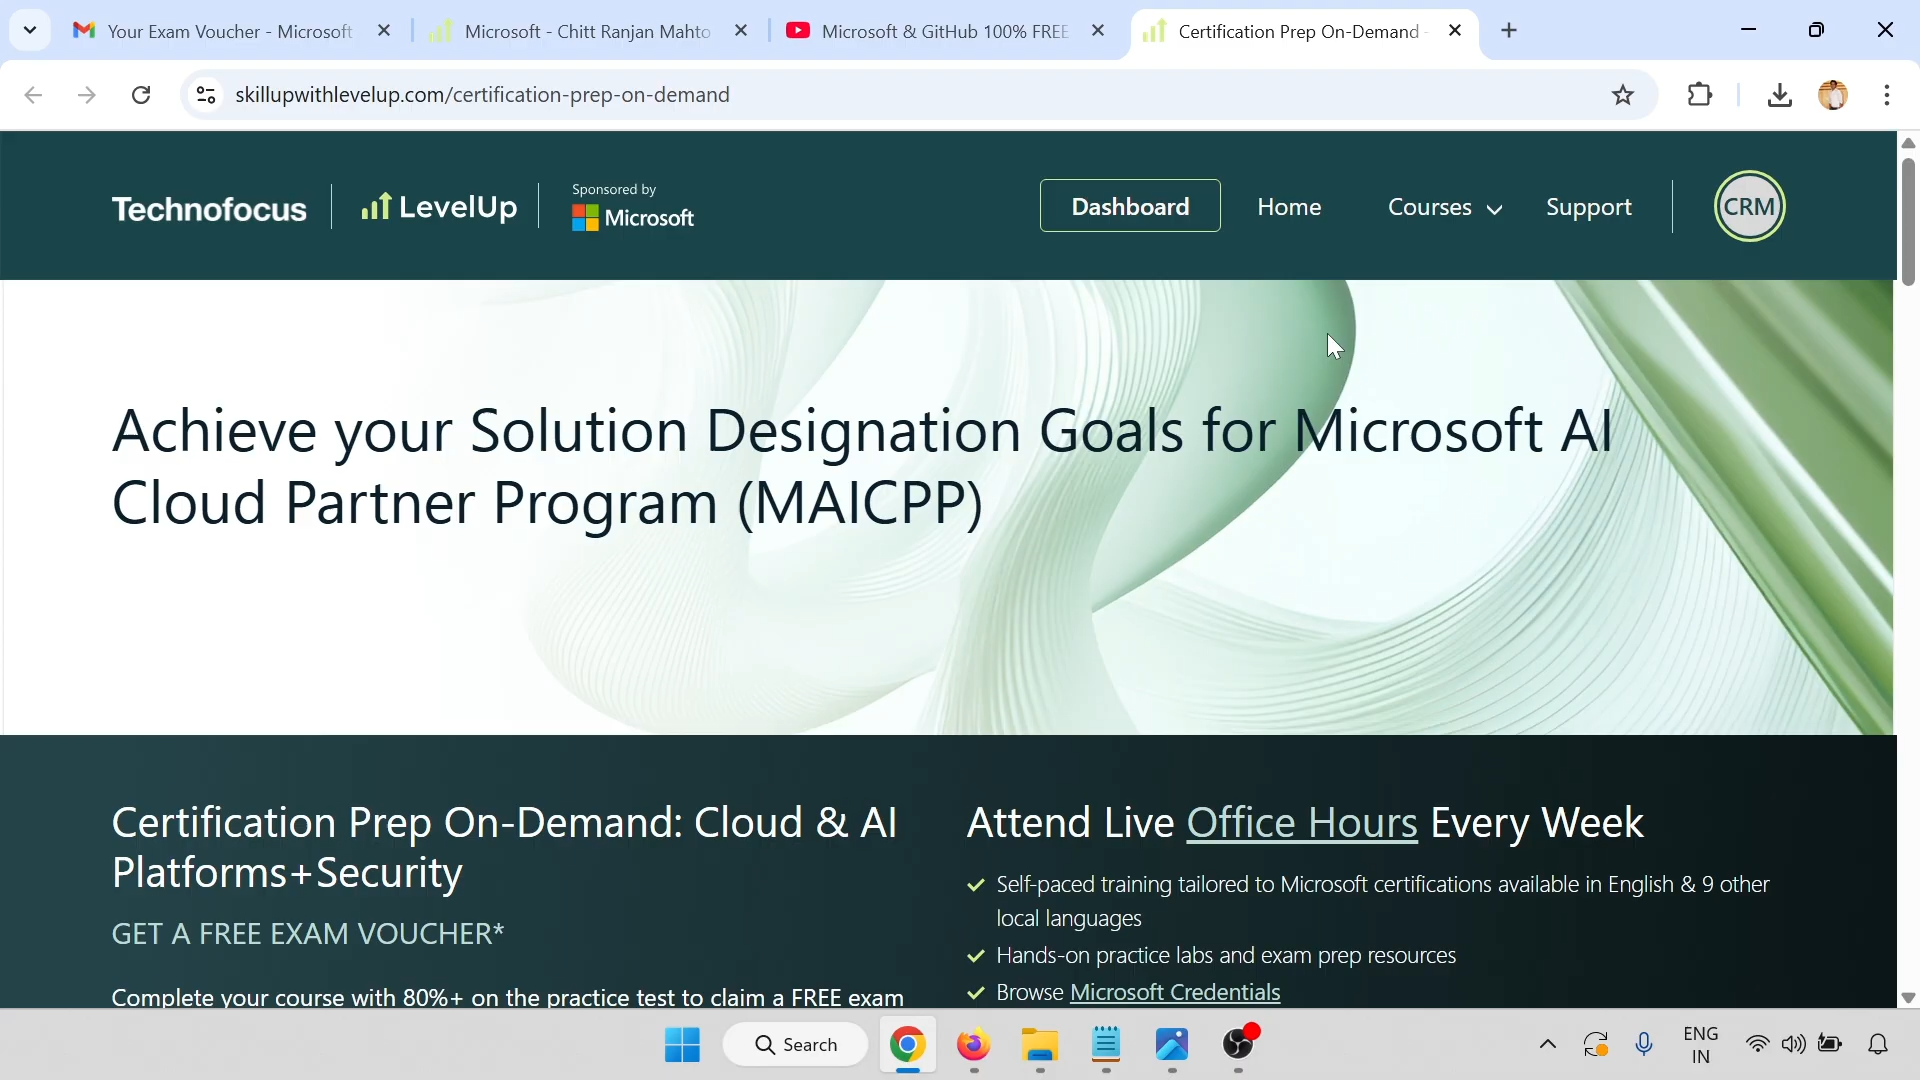 Your Exam Voucher - Microsoft
Microsoft - Chitt Ranjan Mahto
Microsoft & GitHub 100% FREE
Certification Prep On-Demand -
skillupwithlevelup.com/certification-prep-on-demand
Technofocus
LevelUp
Sponsored by
Microsoft
Dashboard
Home
Courses
Support
CRM
Achieve your Solution Designation Goals for Microsoft AI
Cloud Partner Program (MAICPP)
Certification Prep On-Demand: Cloud & AI
Platforms+Security
GET A FREE EXAM VOUCHER*
Complete your course with 80%+ on the practice test to claim a FREE exam
Attend Live Office Hours Every Week
Self-paced training tailored to Microsoft certifications available in English & 9 other
local languages
Hands-on practice labs and exam prep resources
Browse Microsoft Credentials
Search
ENG
IN